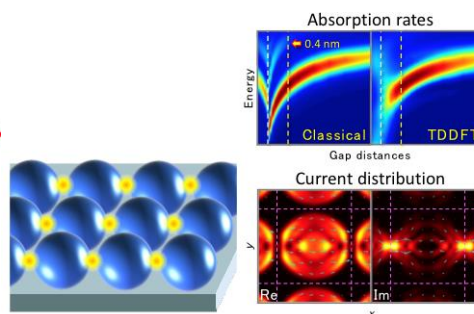 Absorption rates
0.4 nm
Energy
Classical
TDDFT
Gap distances
Current distribution
y
Re
Im